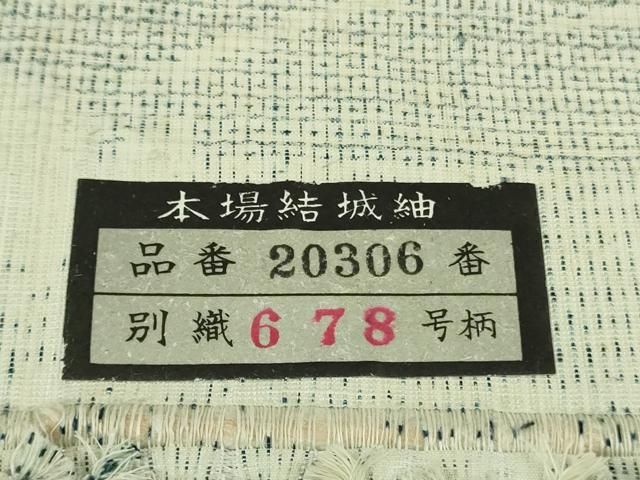 本場結城紬
品番 20306 番
別織 678 号柄